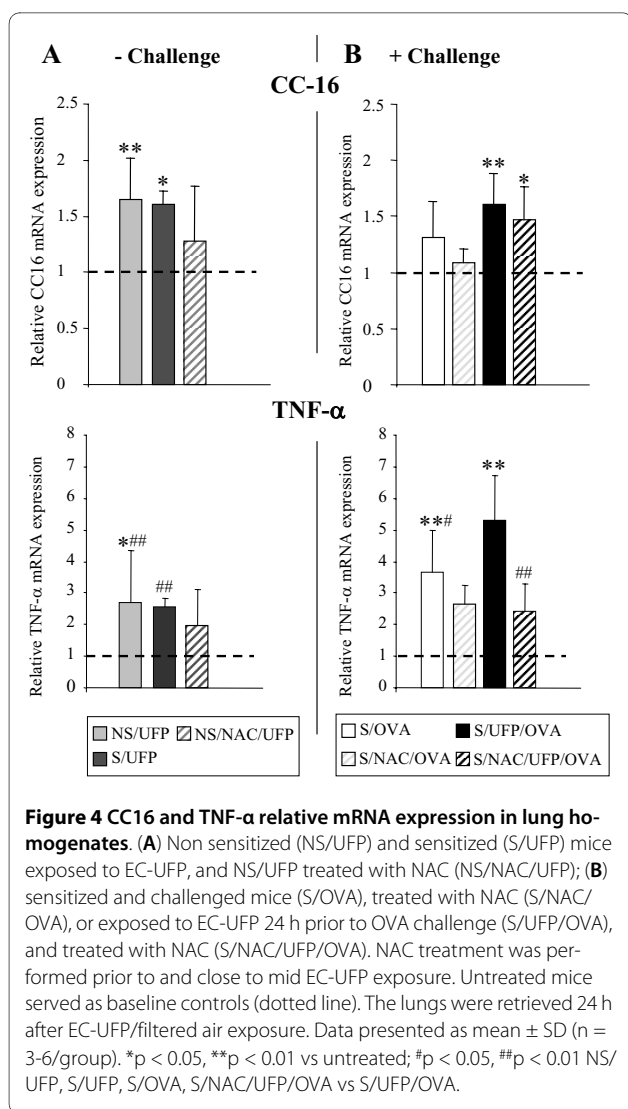 A - Challenge B + Challenge
CC-16
Relative CC16 mRNA expression
2.5
2
1.5
1
0.5
0
**
*
Relative CC16 mRNA expression
2.5
2
1.5
1
0.5
0
**
*
TNF-α
Relative TNF-α mRNA expression
8
7
6
5
4
3
2
1
0
*##
##
Relative TNF-α mRNA expression
8
7
6
5
4
3
2
1
0
**#
**
##
NS/UFP NS/NAC/UFP
S/UFP
S/OVA S/UFP/OVA
S/NAC/OVA S/NAC/UFP/OVA
Figure 4 CC16 and TNF-α relative mRNA expression in lung ho-
mogenates. (A) Non sensitized (NS/UFP) and sensitized (S/UFP) mice
exposed to EC-UFP, and NS/UFP treated with NAC (NS/NAC/UFP); (B)
sensitized and challenged mice (S/OVA), treated with NAC (S/NAC/
OVA), or exposed to EC-UFP 24 h prior to OVA challenge (S/UFP/OVA),
and treated with NAC (S/NAC/UFP/OVA). NAC treatment was per-
formed prior to and close to mid EC-UFP exposure. Untreated mice
served as baseline controls (dotted line). The lungs were retrieved 24 h
after EC-UFP/filtered air exposure. Data presented as mean ± SD (n =
3-6/group). *p < 0.05, **p < 0.01 vs untreated; #p < 0.05, ##p < 0.01 NS/
UFP, S/UFP, S/OVA, S/NAC/UFP/OVA vs S/UFP/OVA.